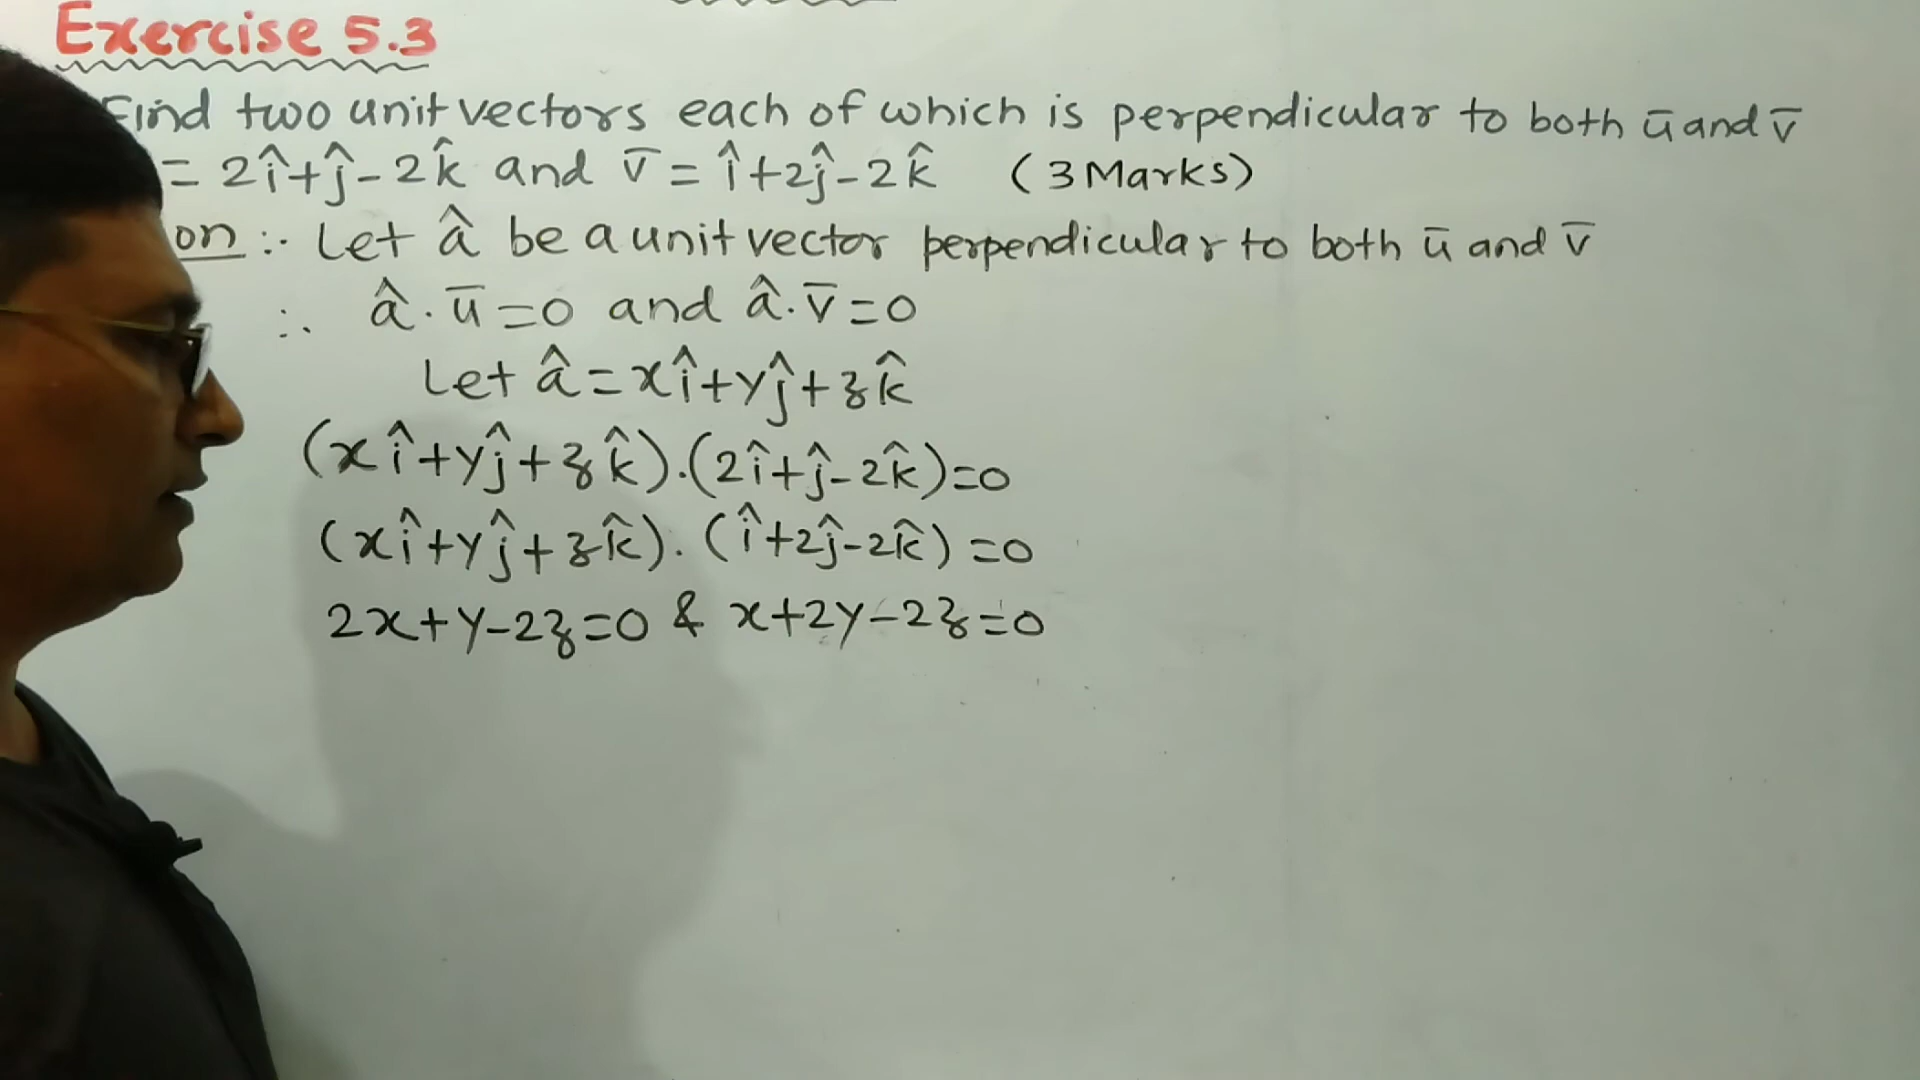 Exercise 5.3
Find two unit vectors each of which is perpendicular to both ū and v̄
= 2î+ĵ-2k̂ and v̄ = î+2ĵ-2k̂ (3 Marks)
on :- Let â be a unit vector perpendicular to both ū and v̄
∴ â . ū = 0 and â . v̄ = 0
Let â = xî+yĵ+zk̂
(xî+yĵ+zk̂).(2î+ĵ-2k̂)=0
(xî+yĵ+zk̂).(î+2ĵ-2k̂)=0
2x+y-2z=0 & x+2y-2z=0